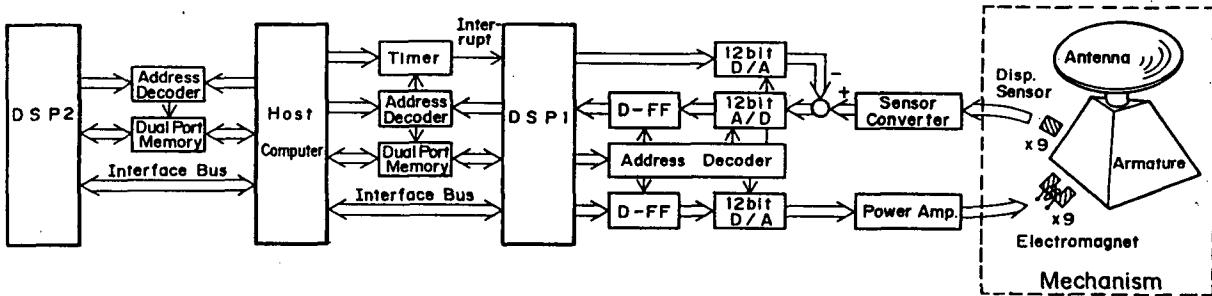 DSP2
Address
Decoder
Dual Port
Memory
Interface Bus
Host
Computer
Timer
Inter-
rupt
Address
Decoder
Dual Port
Memory
Interface Bus
DSP1
12bit
D/A
D-FF
12bit
A/D
Address Decoder
D-FF
12bit
D/A
-
+
Sensor
Converter
Power Amp.
Disp.
Sensor
x9
Antenna
Armature
x9
Electromagnet
Mechanism